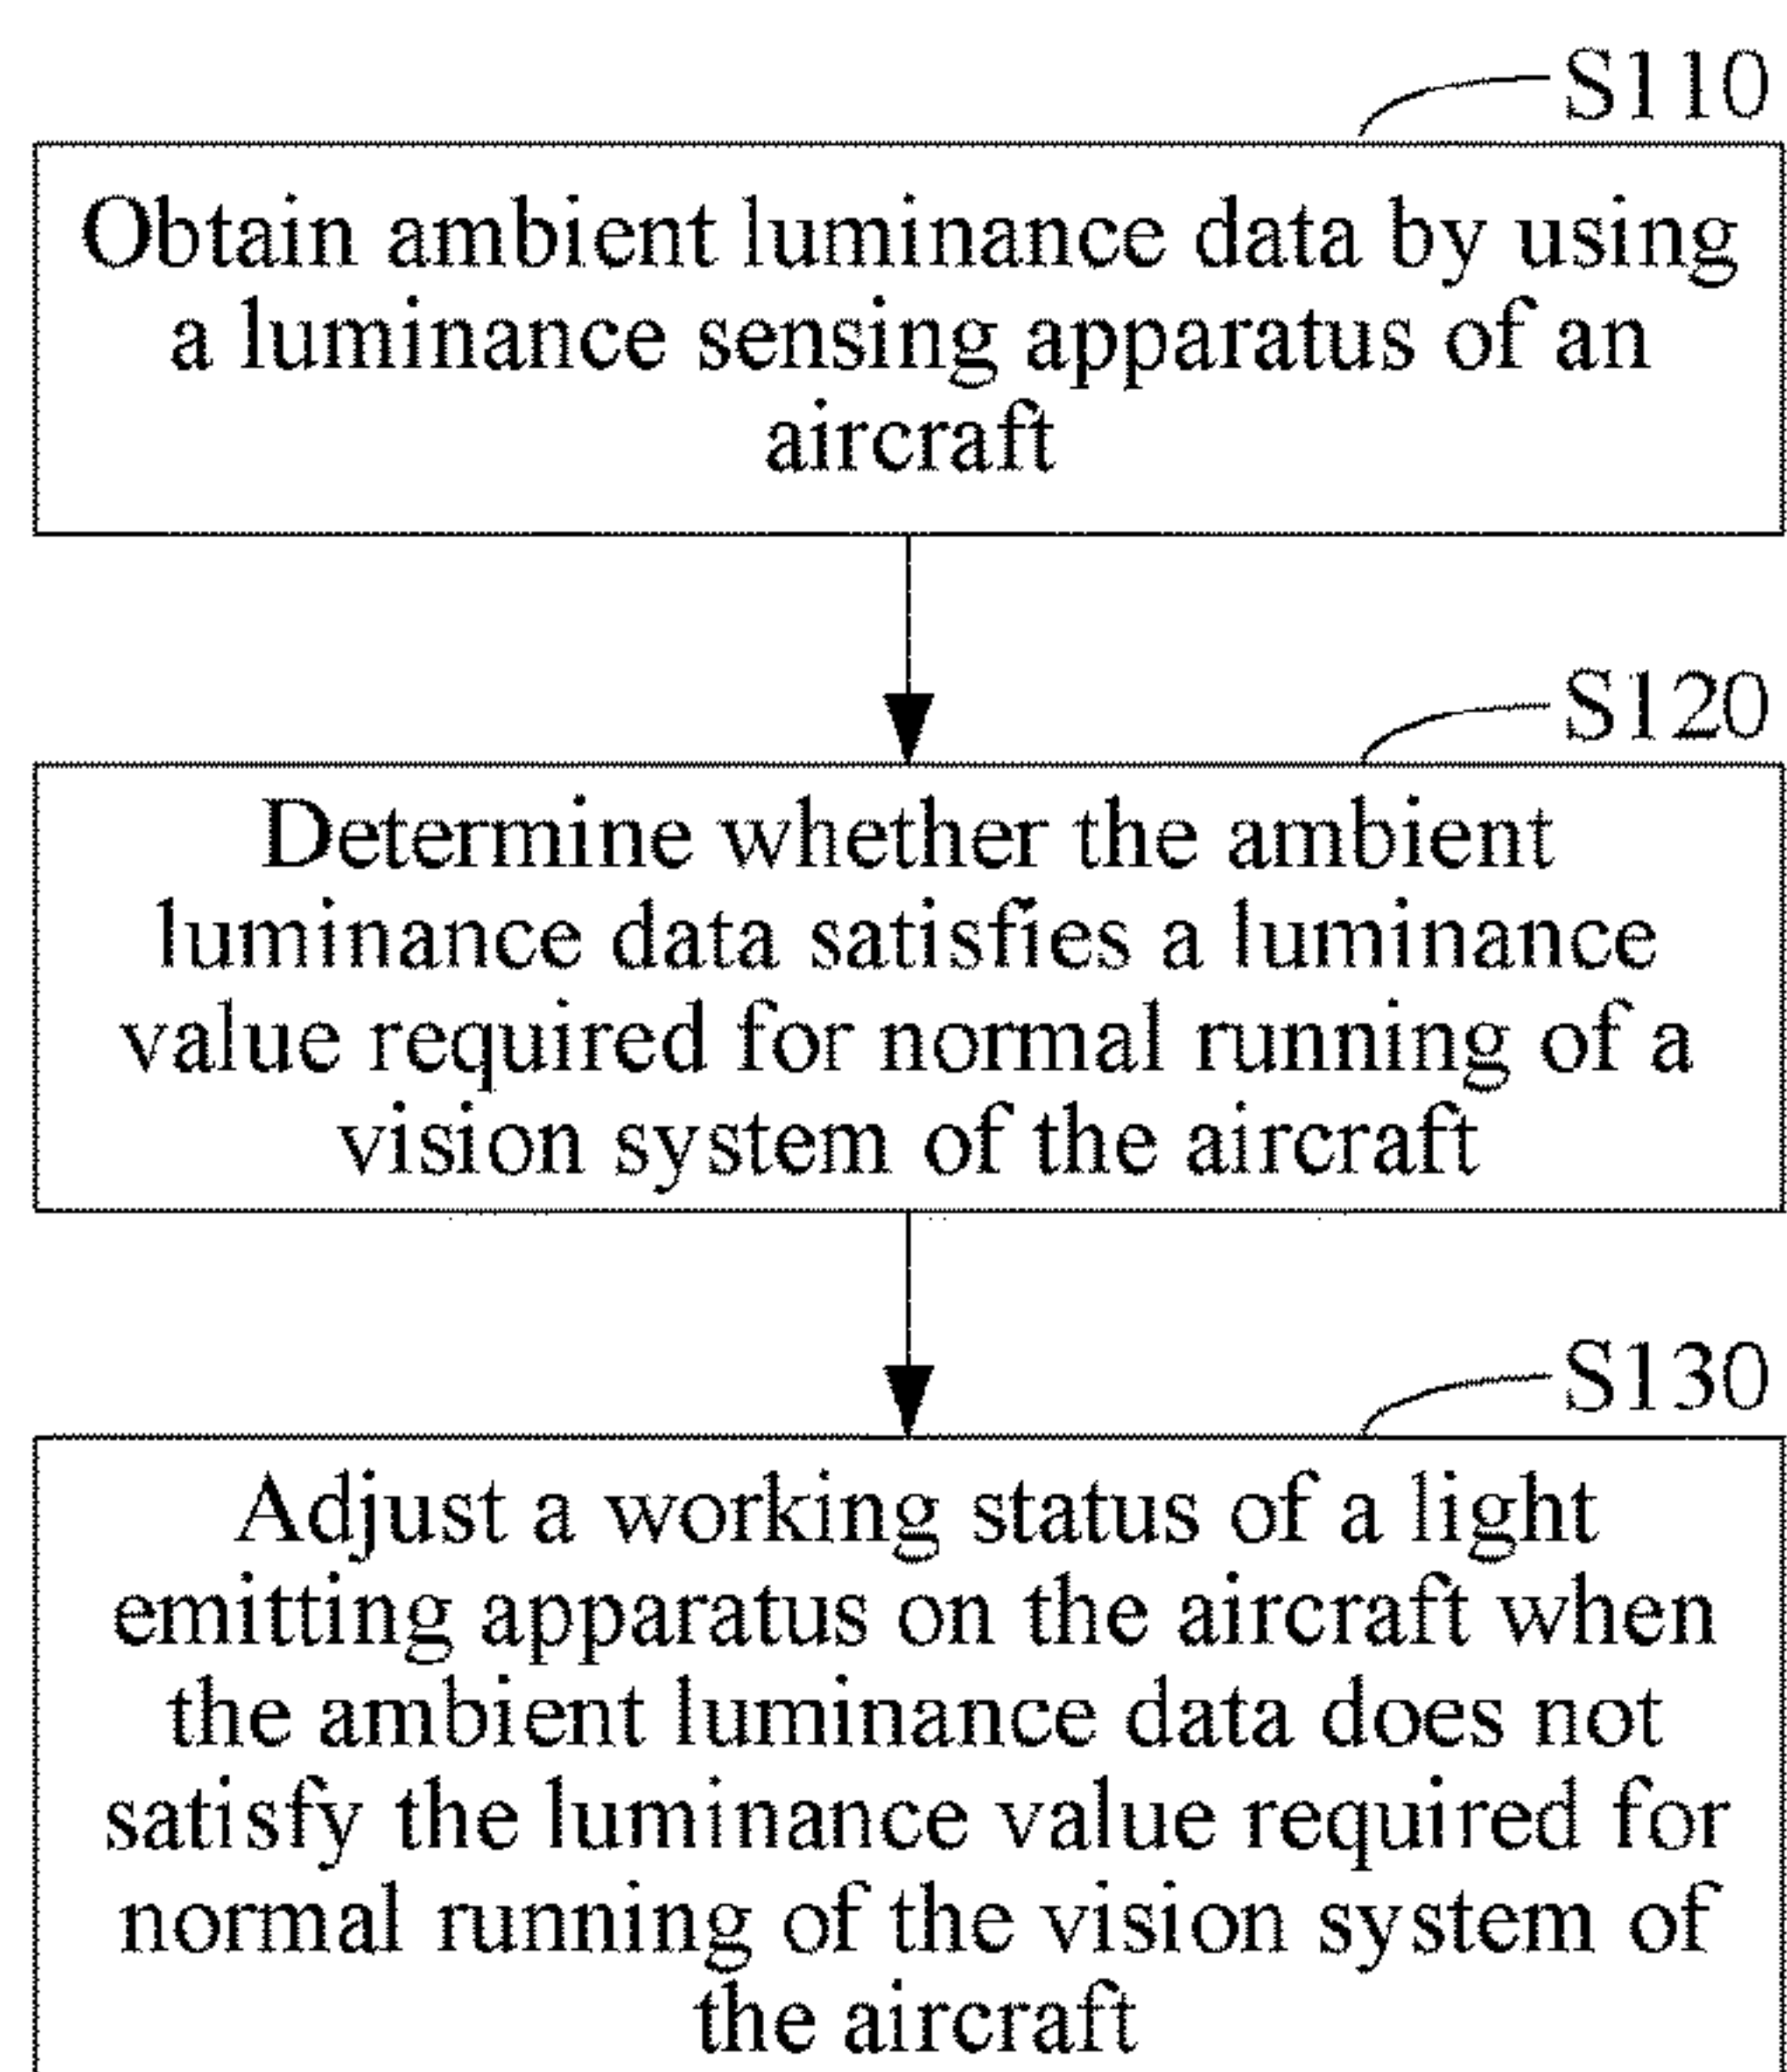 S110
Obtain ambient luminance data by using
a luminance sensing apparatus of an
aircraft
S120
Determine whether the ambient
luminance data satisfies a luminance
value required for normal running of a
vision system of the aircraft
S130
Adjust a working status of a light
emitting apparatus on the aircraft when
the ambient luminance data does not
satisfy the luminance value required for
normal running of the vision system of
the aircraft